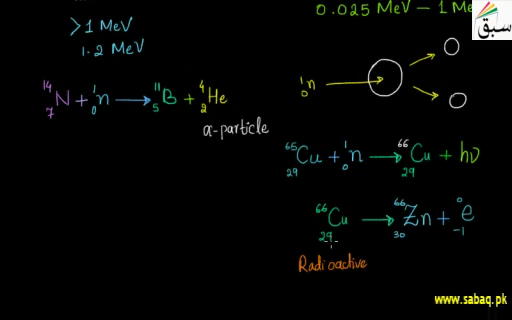 >1 MeV
1.2 MeV
¹⁴₇N + ¹₀n ⟶ ¹¹₅B + ⁴₂He
α-particle
0.025 MeV – 1 Me
سبق
¹₀n
⁶⁵₂₉Cu + ¹₀n ⟶ ⁶⁶₂₉Cu + hν
⁶⁶₂₉Cu ⟶ ⁶⁶₃₀Zn + ⁰₋₁e
Radioactive
www.sabaq.pk